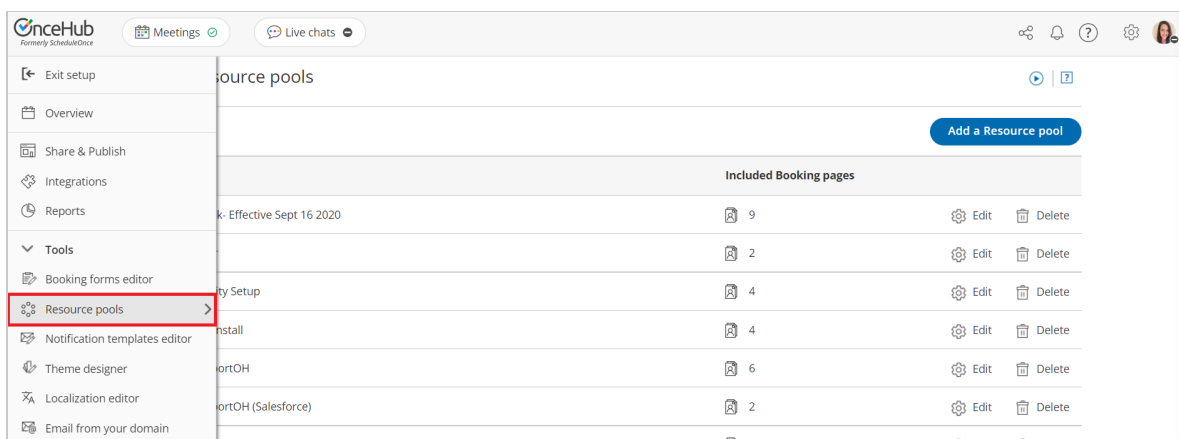 OnceHub
Formerly ScheduleOnce
Meetings
Live chats
?
Exit setup
source pools
?
Overview
Add a Resource pool
Share & Publish
Included Booking pages
Integrations
Reports
k- Effective Sept 16 2020 9 Edit Delete
Tools
2 Edit Delete
Booking forms editor
ity Setup 4 Edit Delete
Resource pools
nstall 4 Edit Delete
Notification templates editor
Theme designer
ortOH 6 Edit Delete
Localization editor
ortOH (Salesforce) 2 Edit Delete
Email from your domain